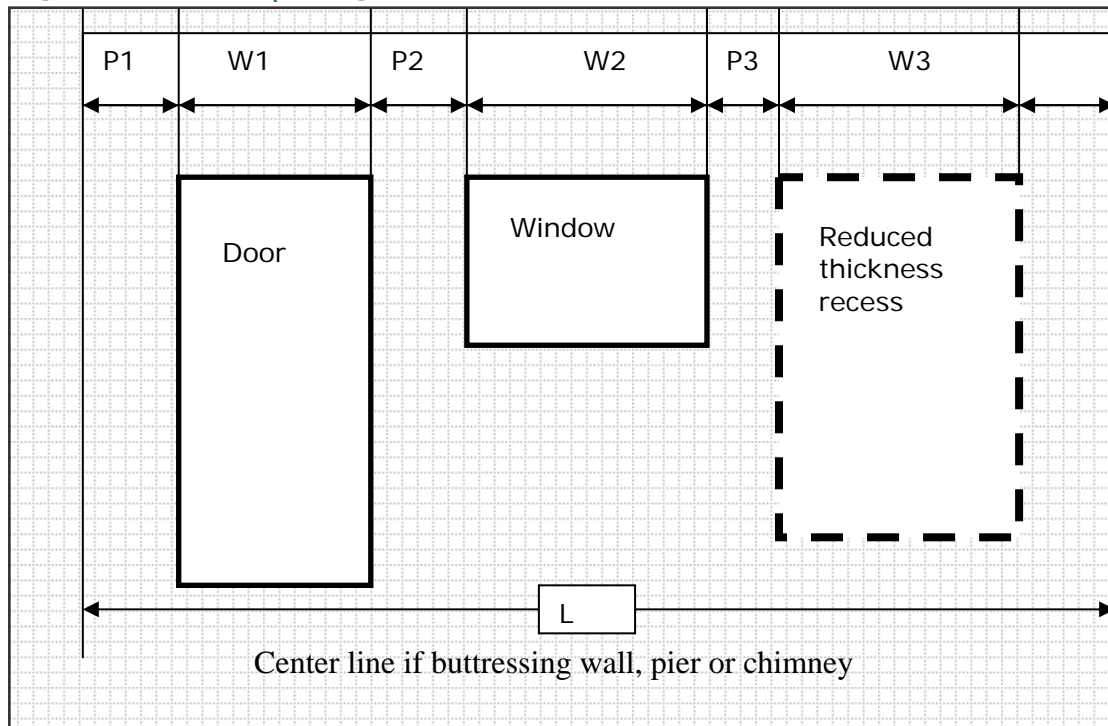 P1 W1 P2 W2 P3 W3
Door
Window
Reduced
thickness
recess
L
Center line if buttressing wall, pier or chimney